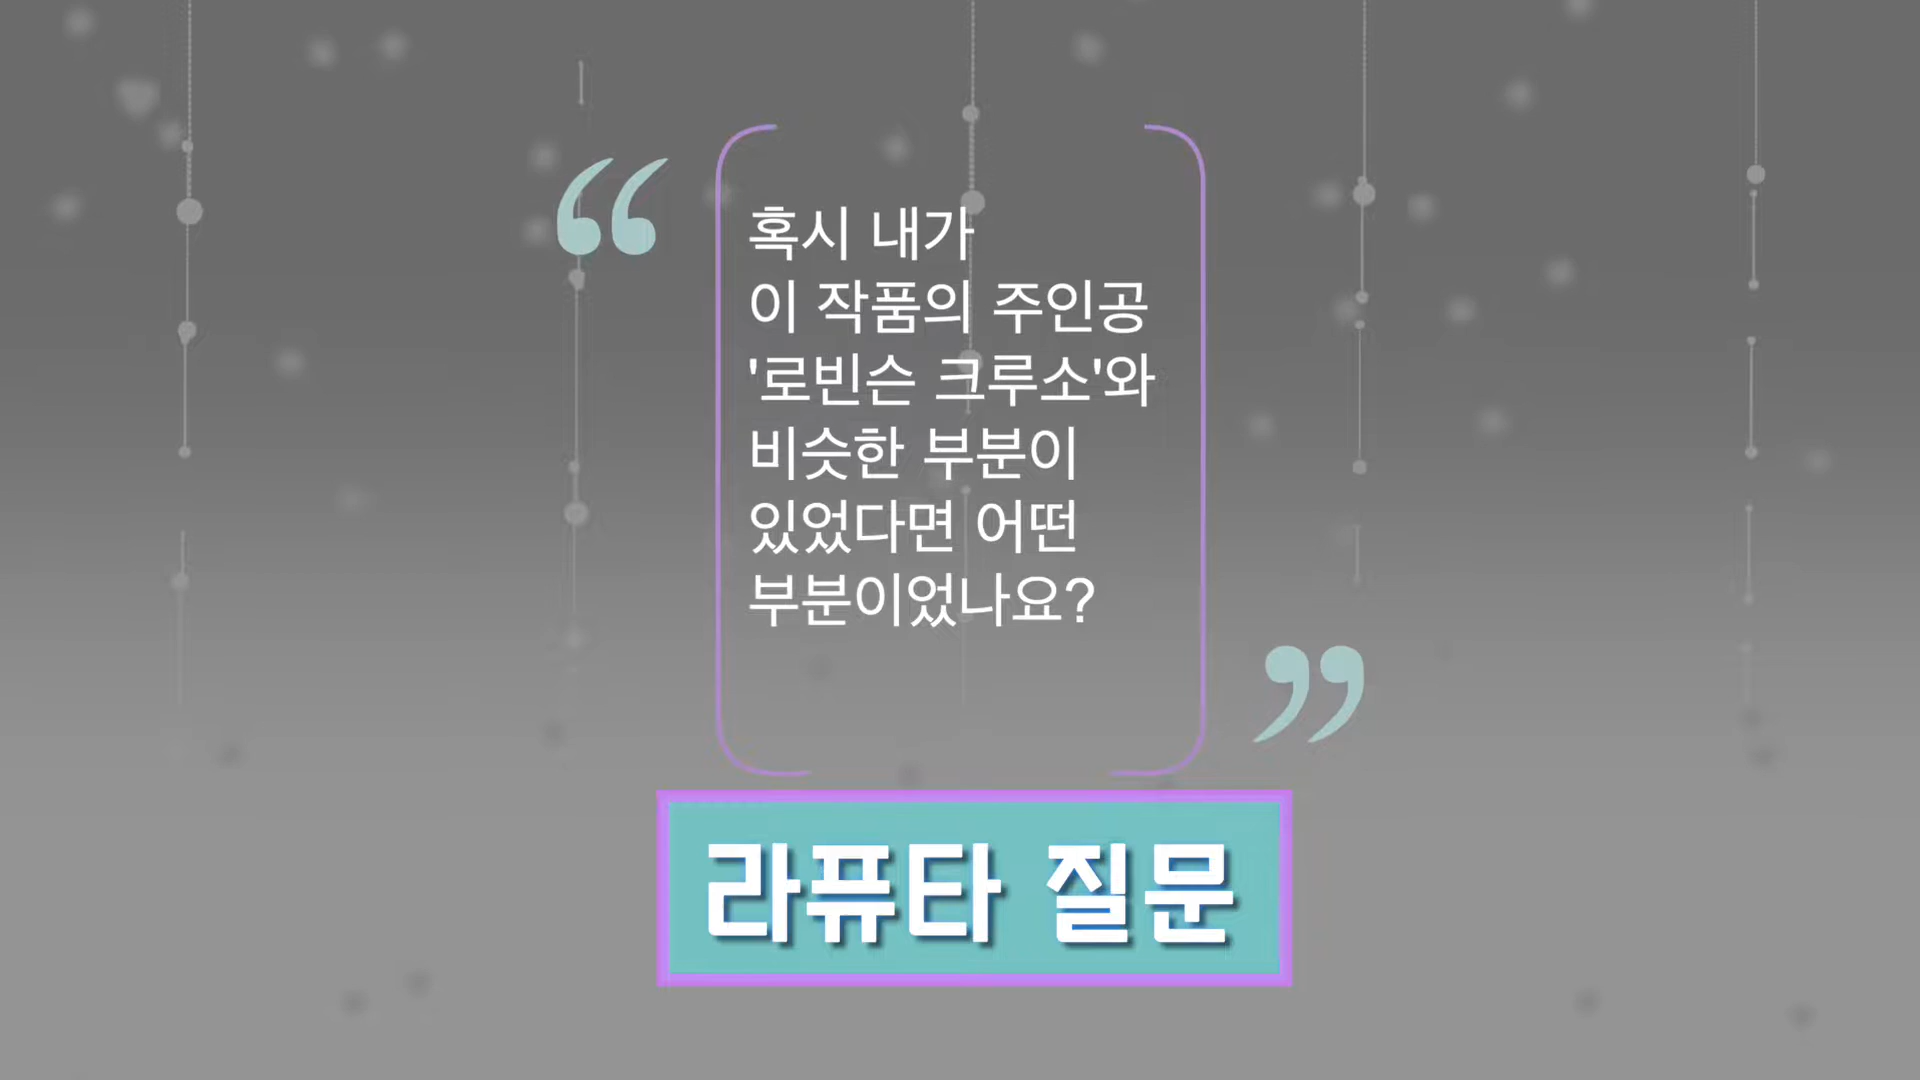 혹시 내가
이 작품의 주인공
'로빈슨 크루소'와
비슷한 부분이
있었다면 어떤
부분이었나요?
라퓨타 질문